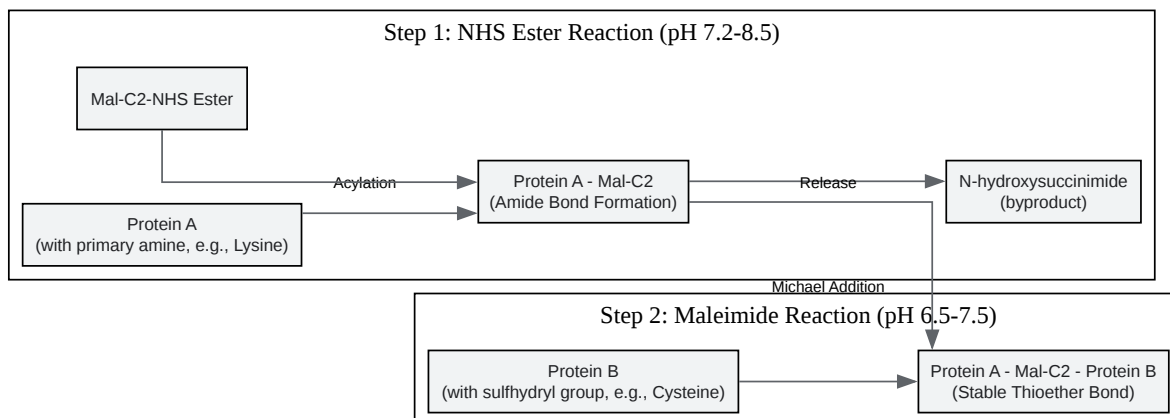 Step 1: NHS Ester Reaction (pH 7.2-8.5)
Mal-C2-NHS Ester
Acylation
Protein A - Mal-C2
(Amide Bond Formation)
Release
N-hydroxysuccinimide
(byproduct)
Protein A
(with primary amine, e.g., Lysine)
Michael Addition
Step 2: Maleimide Reaction (pH 6.5-7.5)
Protein B
(with sulfhydryl group, e.g., Cysteine)
Protein A - Mal-C2 - Protein B
(Stable Thioether Bond)